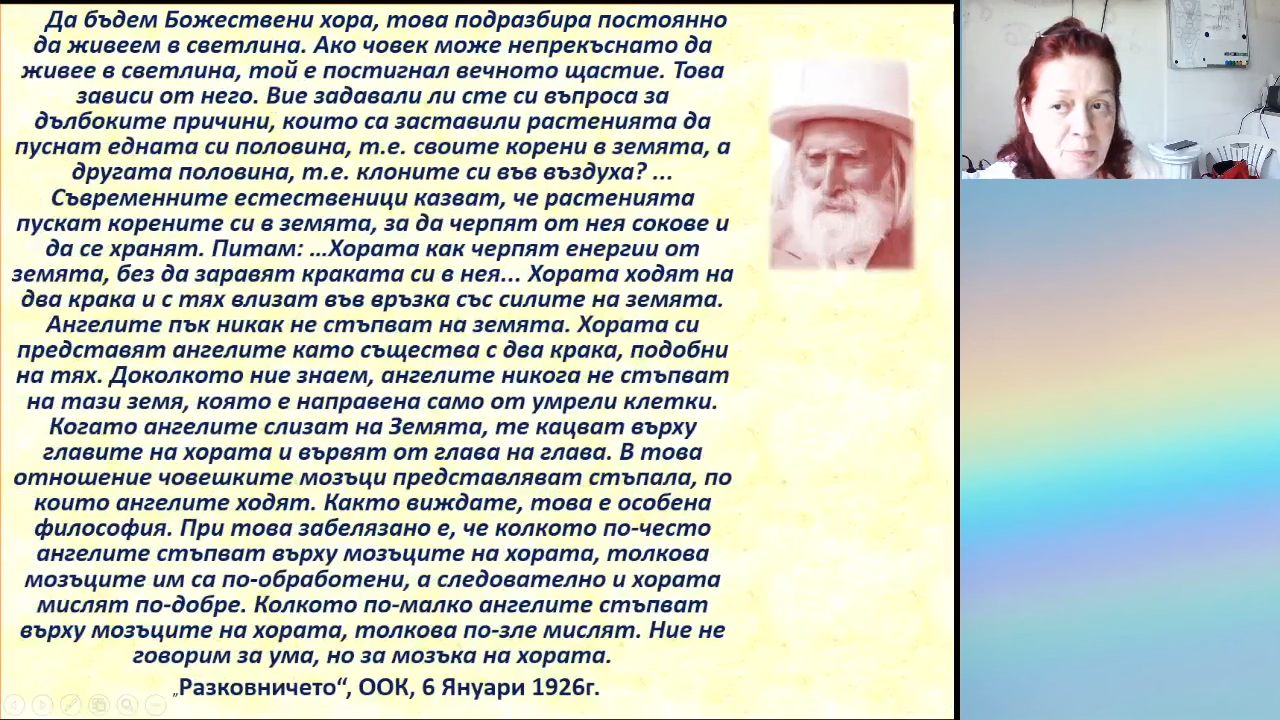 Да бъдем Божествени хора, това подразбира постоянно
да живеем в светлина. Ако човек може непрекъснато да
живее в светлина, той е постигнал вечното щастие. Това
зависи от него. Вие задавали ли сте си въпроса за
дълбоките причини, които са заставили растенията да
пуснат едната си половина, т.е. своите корени в земята, а
другата половина, т.е. клоните си във въздуха? ...
Съвременните естественици казват, че растенията
пускат корените си в земята, за да черпят от нея сокове и
да се хранят. Питам: ...Хората как черпят енергии от
земята, без да заравят краката си в нея... Хората ходят на
два крака и с тях влизат във връзка със силите на земята.
Ангелите пък никак не стъпват на земята. Хората си
представят ангелите като същества с два крака, подобни
на тях. Доколкото ние знаем, ангелите никога не стъпват
на тази земя, която е направена само от умрели клетки.
Когато ангелите слизат на Земята, те кацват върху
главите на хората и вървят от глава на глава. В това
отношение човешките мозъци представляват стъпала, по
които ангелите ходят. Както виждате, това е особена
философия. При това забелязано е, че колкото по-често
ангелите стъпват върху мозъците на хората, толкова
мозъците им са по-обработени, а следователно и хората
мислят по-добре. Колкото по-малко ангелите стъпват
върху мозъците на хората, толкова по-зле мислят. Ние не
говорим за ума, но за мозъка на хората.
„Разковничето“, ООК, 6 Януари 1926г.